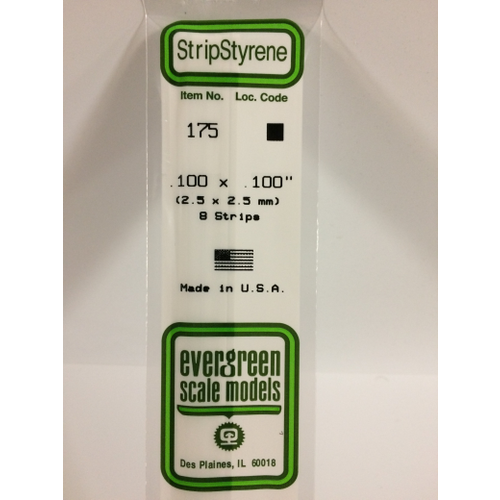 StripStyrene
Item No. Loc. Code
175
.100 x .100"
(2.5 x 2.5 mm)
8 Strips
Made in U.S.A.
evergreen
scale models
Des Plaines, IL 60018